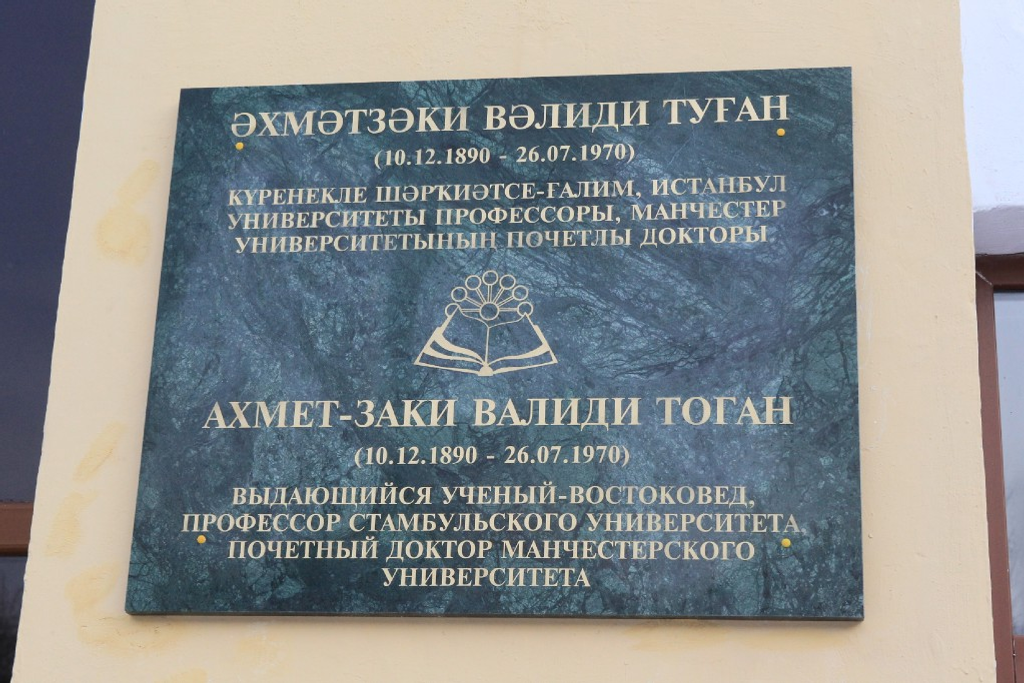 ӘХМӘТЗӘКИ ВӘЛИДИ ТУҒАН
(10.12.1890 - 26.07.1970)
КҮРЕНЕКЛЕ ШӘРҠИӘТСЕ-ҒАЛИМ, ИСТАНБУЛ
УНИВЕРСИТЕТЫ ПРОФЕССОРЫ, МАНЧЕСТЕР
УНИВЕРСИТЕТЫНЫҢ ПОЧЕТЛЫ ДОКТОРЫ
АХМЕТ-ЗАКИ ВАЛИДИ ТОГАН
(10.12.1890 - 26.07.1970)
ВЫДАЮЩИЙСЯ УЧЕНЫЙ-ВОСТОКОВЕД,
ПРОФЕССОР СТАМБУЛЬСКОГО УНИВЕРСИТЕТА,
ПОЧЕТНЫЙ ДОКТОР МАНЧЕСТЕРСКОГО
УНИВЕРСИТЕТА